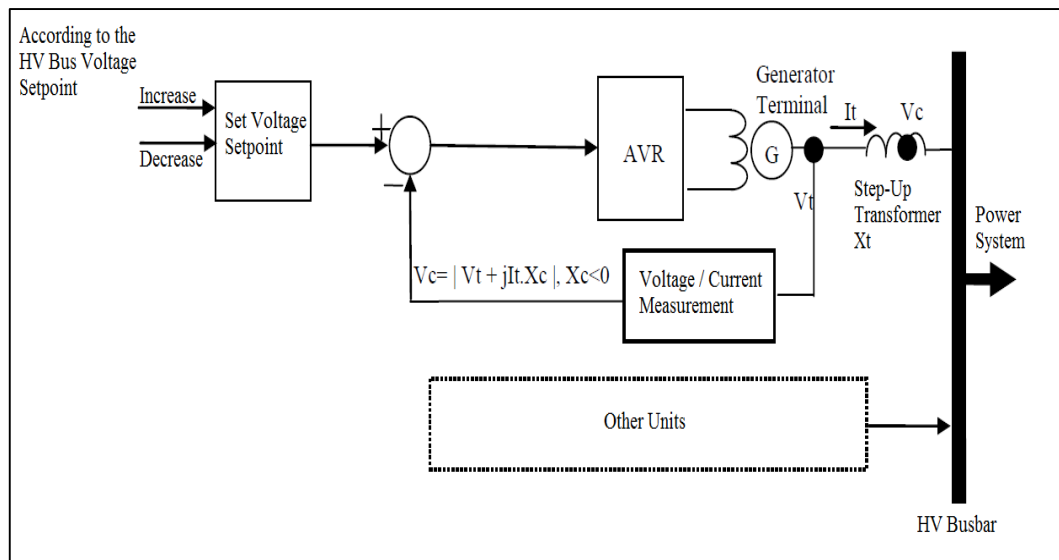 According to the
HV Bus Voltage
Setpoint
Increase
Decrease
Set Voltage
Setpoint
+
−
AVR
Generator
Terminal
G
It
Vc
Vt
Step-Up
Transformer
Xt
Power
System
Vc= | Vt + jIt.Xc |, Xc<0
Voltage / Current
Measurement
Other Units
HV Busbar